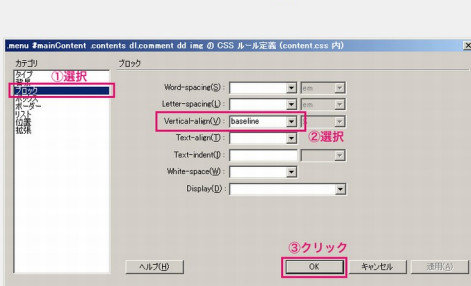 .menu #mainContent .contents dl.comment dd img の CSS ルール定義 (content.css 内)
カテゴリ
ブロック
タイプ
①選択
背景
ブロック
ボックス
ボーダー
リスト
位置
拡張
Word-spacing(S) : em
Letter-spacing(L) : em
Vertical-align(V) : baseline
Text-align(T) :
②選択
Text-indent(I) :
White-space(W) :
Display(D) :
③クリック
ヘルプ(H)
OK
キャンセル
適用(A)